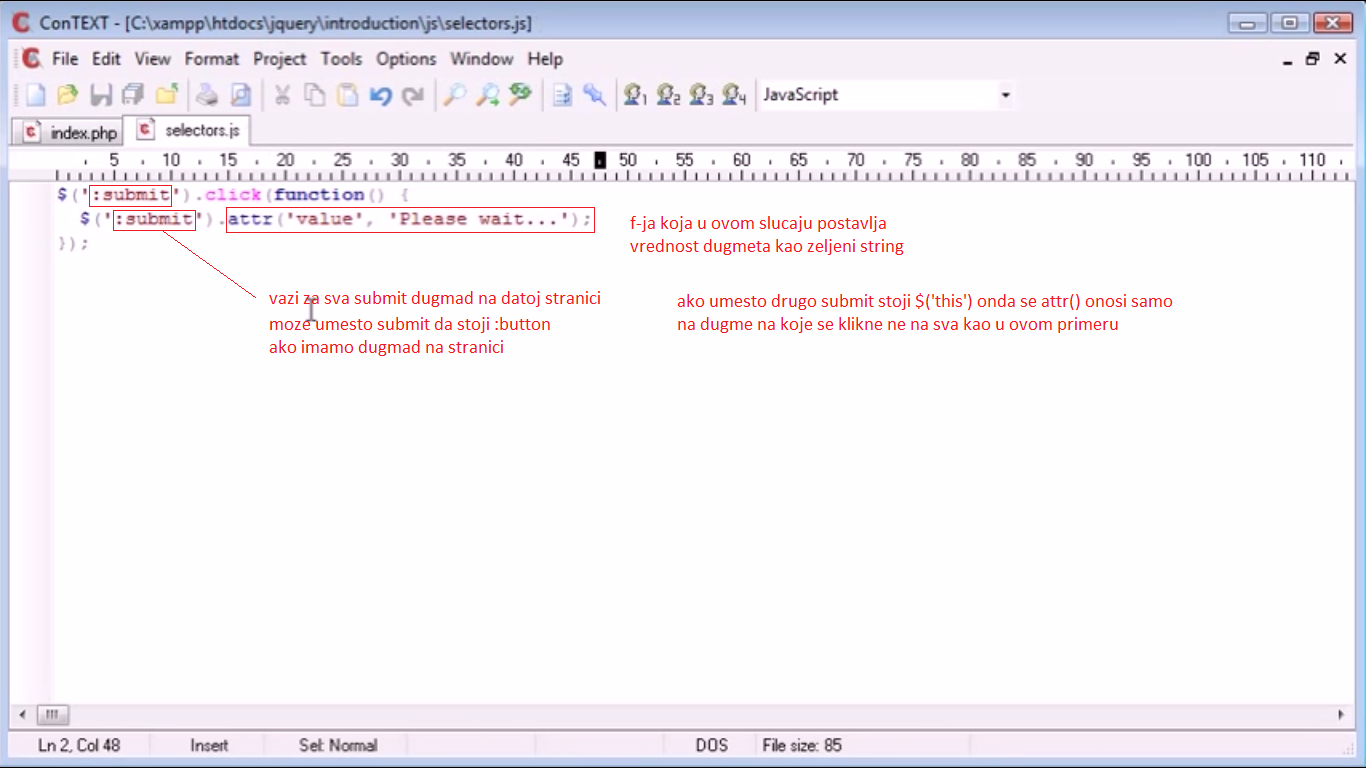 ConTEXT - [C:\xampp\htdocs\jquery\introduction\js\selectors.js]
File Edit View Format Project Tools Options Window Help
JavaScript
index.php selectors.js
5 10 15 20 25 30 35 40 45 50 55 60 65 70 75 80 85 90 95 100 105 110
$(':submit').click(function() {
$(':submit').attr('value', 'Please wait...');
});
f-ja koja u ovom slucaju postavlja
vrednost dugmeta kao zeljeni string
vazi za sva submit dugmad na datoj stranici
moze umesto submit da stoji :button
ako imamo dugmad na stranici
ako umesto drugo submit stoji $('this') onda se attr() onosi samo
na dugme na koje se klikne ne na sva kao u ovom primeru
Ln 2, Col 48 Insert Sel: Normal DOS File size: 85